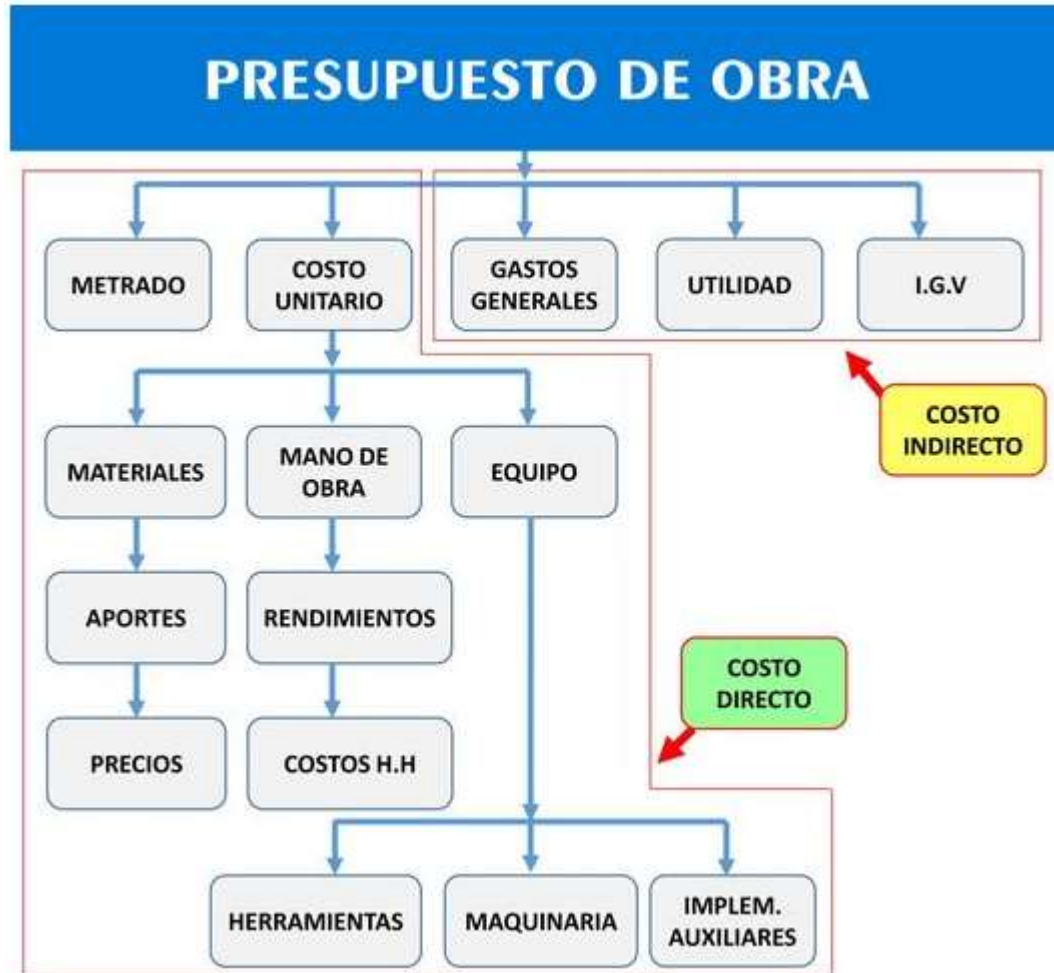 PRESUPUESTO DE OBRA
METRADO
COSTO
UNITARIO
GASTOS
GENERALES
UTILIDAD
I.G.V
COSTO
INDIRECTO
MATERIALES
MANO DE
OBRA
EQUIPO
APORTES
RENDIMIENTOS
COSTO
DIRECTO
PRECIOS
COSTOS H.H
HERRAMIENTAS
MAQUINARIA
IMPLEM.
AUXILIARES